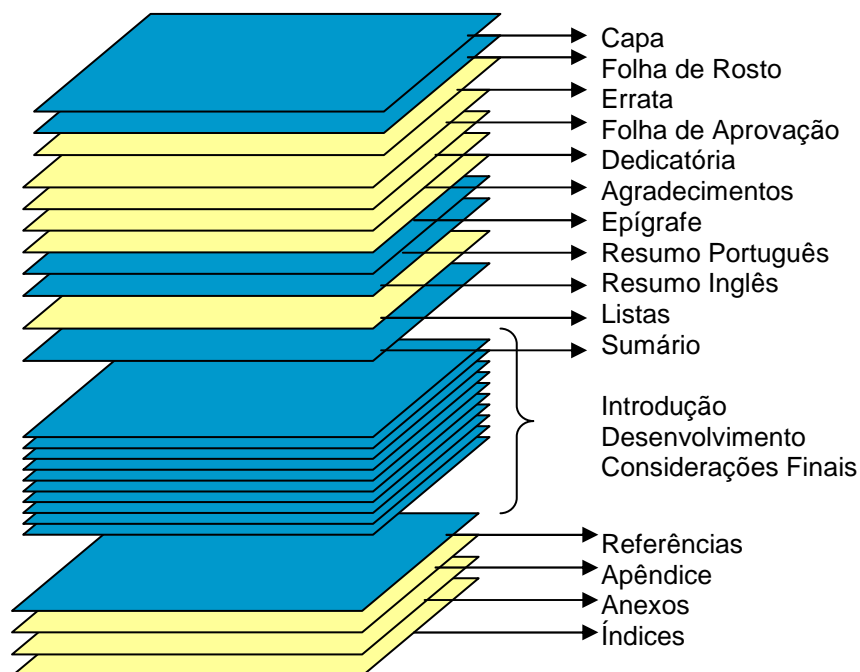 Capa
Folha de Rosto
Errata
Folha de Aprovação
Dedicatória
Agradecimentos
Epígrafe
Resumo Português
Resumo Inglês
Listas
Sumário
Introdução
Desenvolvimento
Considerações Finais
Referências
Apêndice
Anexos
Índices